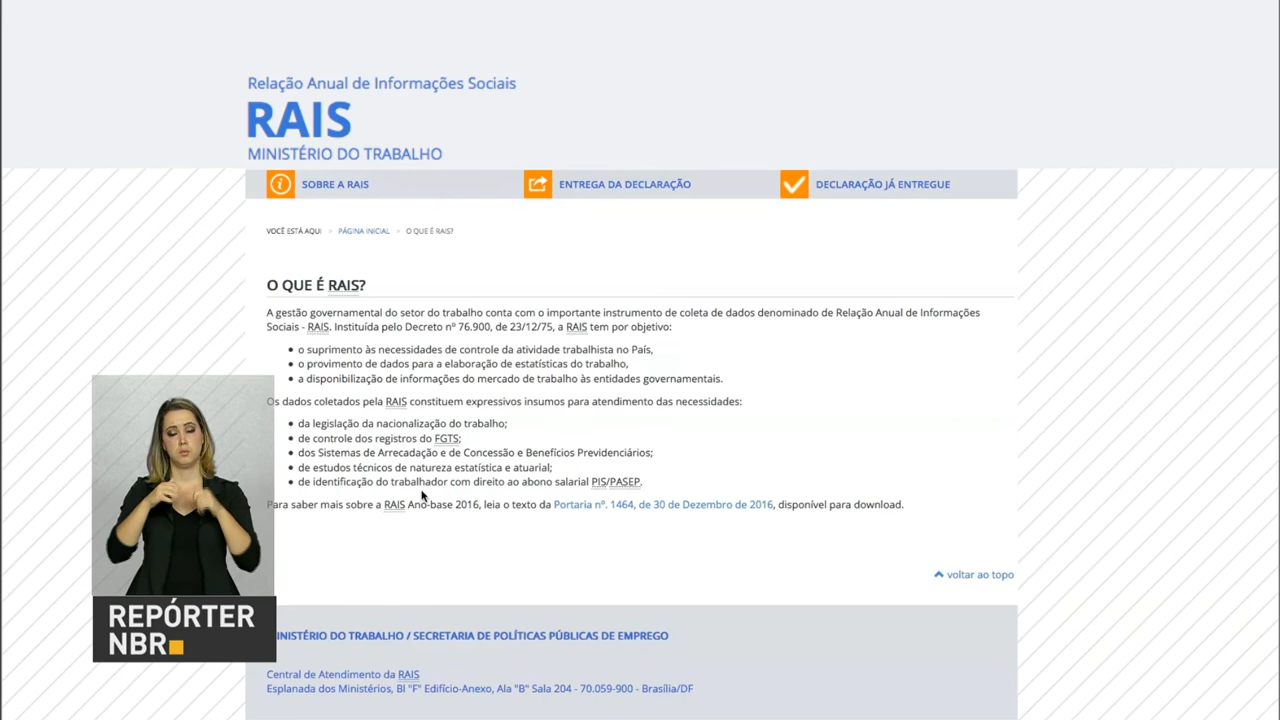 Relação Anual de Informações Sociais
RAIS
MINISTÉRIO DO TRABALHO
SOBRE A RAIS
ENTREGA DA DECLARAÇÃO
DECLARAÇÃO JÁ ENTREGUE
VOCÊ ESTÁ AQUI > PÁGINA INICIAL > O QUE É RAIS?
O QUE É RAIS?
A gestão governamental do setor do trabalho conta com o importante instrumento de coleta de dados denominado de Relação Anual de Informações
Sociais - RAIS. Instituída pelo Decreto nº 76.900, de 23/12/75, a RAIS tem por objetivo:
• o suprimento às necessidades de controle da atividade trabalhista no País,
• o provimento de dados para a elaboração de estatísticas do trabalho,
• a disponibilização de informações do mercado de trabalho às entidades governamentais.
Os dados coletados pela RAIS constituem expressivos insumos para atendimento das necessidades:
• da legislação da nacionalização do trabalho;
• de controle dos registros do FGTS;
• dos Sistemas de Arrecadação e de Concessão e Benefícios Previdenciários;
• de estudos técnicos de natureza estatística e atuarial;
• de identificação do trabalhador com direito ao abono salarial PIS/PASEP.
Para saber mais sobre a RAIS Ano-base 2016, leia o texto da Portaria nº. 1464, de 30 de Dezembro de 2016, disponível para download.
voltar ao topo
REPÓRTER
NBR
MINISTÉRIO DO TRABALHO / SECRETARIA DE POLÍTICAS PÚBLICAS DE EMPREGO
Central de Atendimento da RAIS
Esplanada dos Ministérios, Bl "F" Edifício-Anexo, Ala "B" Sala 204 - 70.059-900 - Brasília/DF